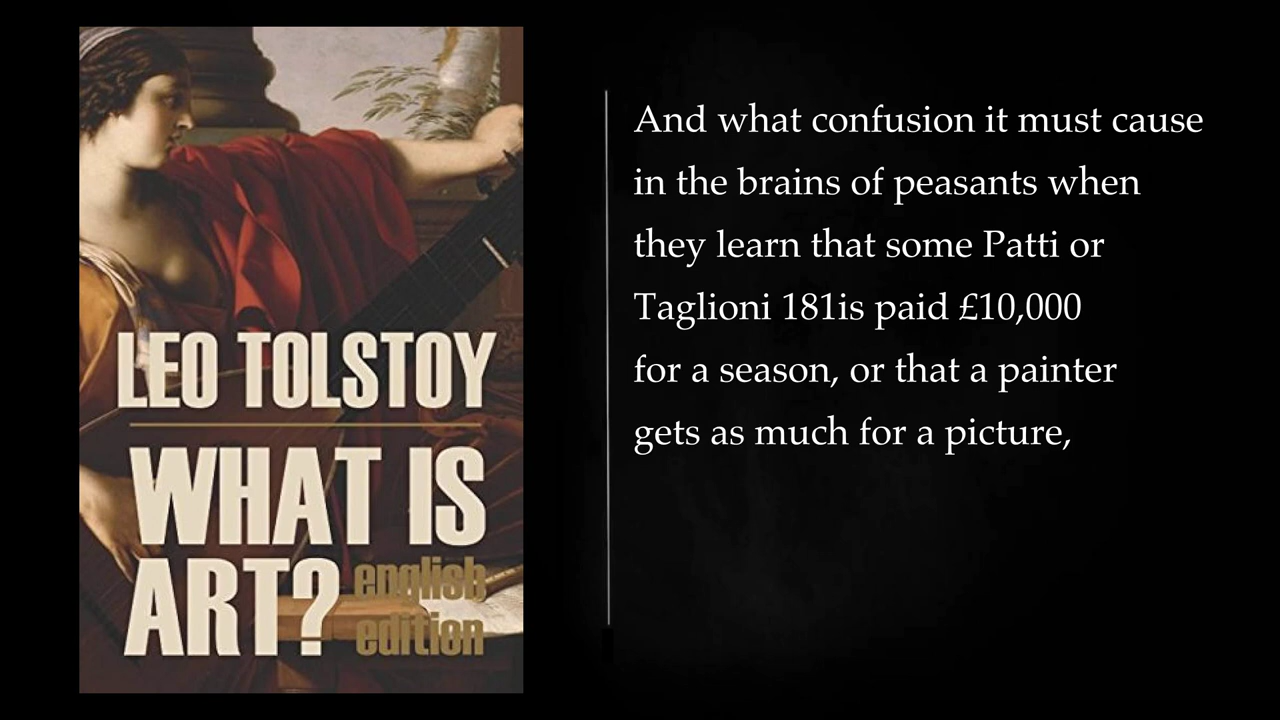 LEO TOLSTOY
WHAT IS
ART?
english
edition
And what confusion it must cause
in the brains of peasants when
they learn that some Patti or
Taglioni 181is paid £10,000
for a season, or that a painter
gets as much for a picture,